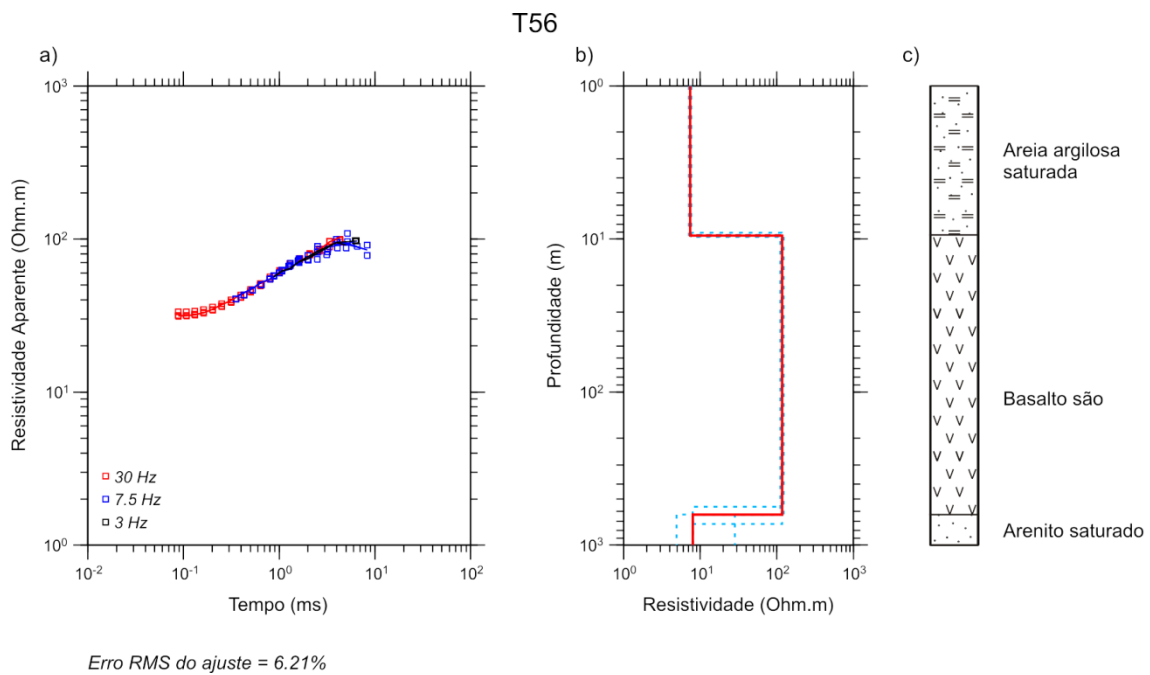 T56
a)
10³
10²
10¹
10⁰
Resistividade Aparente (Ohm.m)
30 Hz
7.5 Hz
3 Hz
10⁻² 10⁻¹ 10⁰ 10¹ 10²
Tempo (ms)
b)
10⁰
10¹
10²
10³
Profundidade (m)
10⁰ 10¹ 10² 10³
Resistividade (Ohm.m)
c)
Areia argilosa
saturada
Basalto são
Arenito saturado
Erro RMS do ajuste = 6.21%